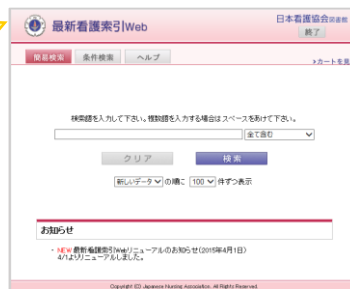 最新看護索引Web
日本看護協会図書館
終了
簡易検索 条件検索 ヘルプ
カートを見
検索語を入力して下さい。複数語を入力する場合はスペースをあけて下さい。
全て含む
クリア 検索
新しいデータ の順に 100 件ずつ表示
お知らせ
・ NEW 最新看護索引Webリニューアルのお知らせ(2015年4月1日)
4/1よりリニューアルしました。
Copyright (C) Japanese Nursing Association. All Rights Reserved.